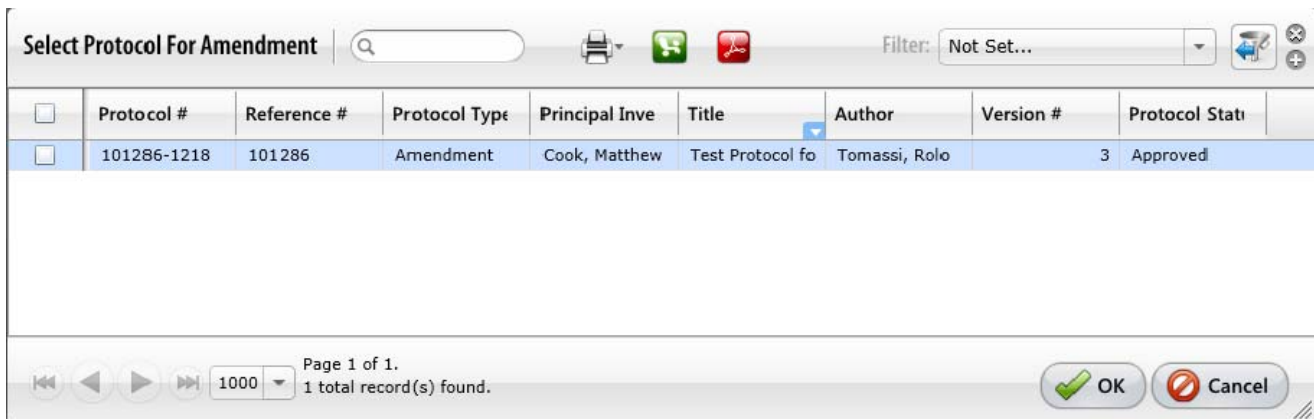 Select Protocol For Amendment Filter: Not Set...
Protocol # Reference # Protocol Type Principal Inve Title Author Version # Protocol Statu
101286-1218 101286 Amendment Cook, Matthew Test Protocol fo Tomassi, Rolo 3 Approved
Page 1 of 1.
1000 1 total record(s) found. OK Cancel